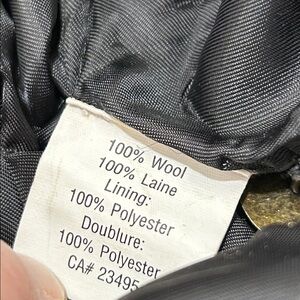 100% Wool
100% Laine
Lining:
100% Polyester
Doublure:
100% Polyester
CA# 23495